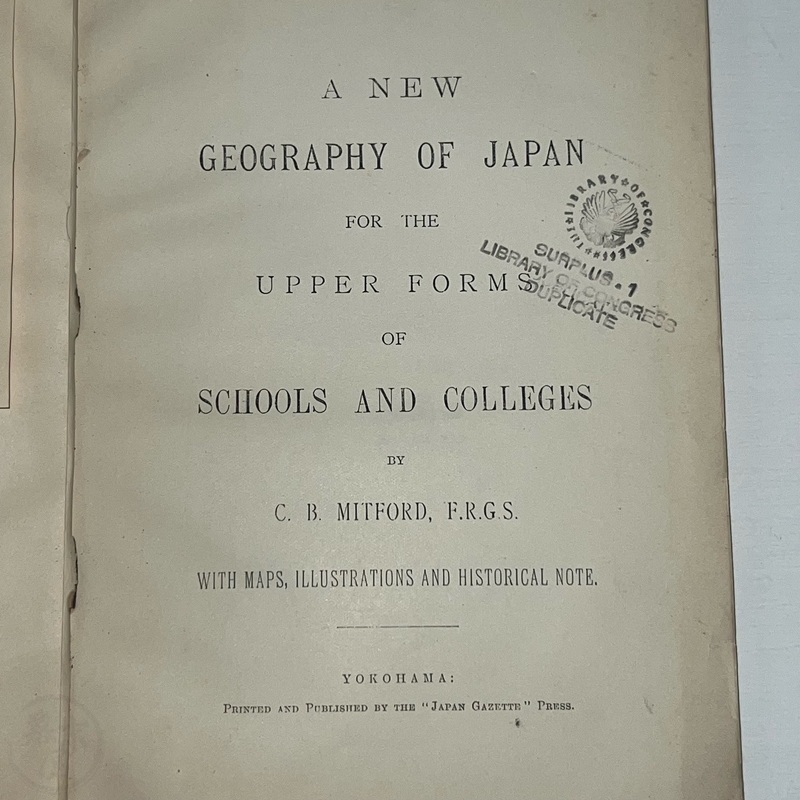 A NEW
GEOGRAPHY OF JAPAN
FOR THE
UPPER FORMS
OF
SCHOOLS AND COLLEGES
BY
C. B. MITFORD, F.R.G.S.
WITH MAPS, ILLUSTRATIONS AND HISTORICAL NOTE.
YOKOHAMA:
PRINTED AND PUBLISHED BY THE "JAPAN GAZETTE" PRESS.
THE LIBRARY OF CONGRESS
SURPLUS - 1
LIBRARY OF CONGRESS
DUPLICATE